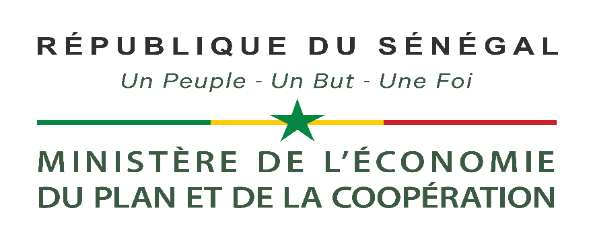 RÉPUBLIQUE DU SÉNÉGAL
Un Peuple - Un But - Une Foi
MINISTÈRE DE L'ÉCONOMIE
DU PLAN ET DE LA COOPÉRATION